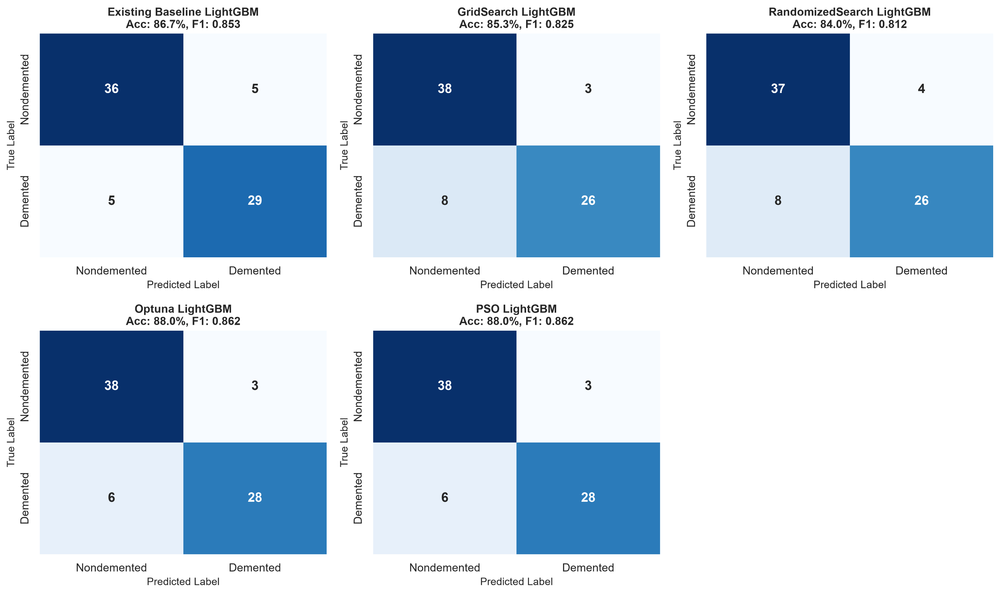 Existing Baseline LightGBM
Acc: 86.7%, F1: 0.853
True Label
Nondemented
36
5
Demented
5
29
Nondemented
Demented
Predicted Label
GridSearch LightGBM
Acc: 85.3%, F1: 0.825
True Label
Nondemented
38
3
Demented
8
26
Nondemented
Demented
Predicted Label
RandomizedSearch LightGBM
Acc: 84.0%, F1: 0.812
True Label
Nondemented
37
4
Demented
8
26
Nondemented
Demented
Predicted Label
Optuna LightGBM
Acc: 88.0%, F1: 0.862
True Label
Nondemented
38
3
Demented
6
28
Nondemented
Demented
Predicted Label
PSO LightGBM
Acc: 88.0%, F1: 0.862
True Label
Nondemented
38
3
Demented
6
28
Nondemented
Demented
Predicted Label